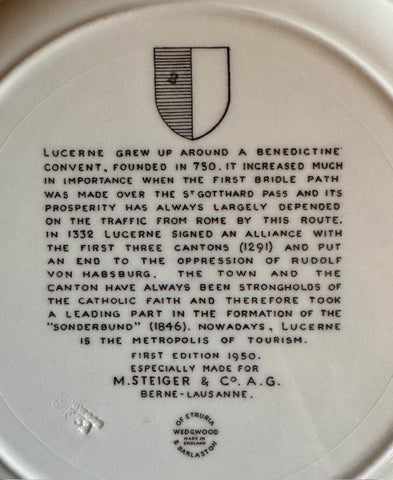 LUCERNE GREW UP AROUND A BENEDICTINE
CONVENT, FOUNDED IN 750. IT INCREASED MUCH
IN IMPORTANCE WHEN THE FIRST BRIDLE PATH
WAS MADE OVER THE ST GOTTHARD PASS AND ITS
PROSPERITY HAS ALWAYS LARGELY DEPENDED
ON THE TRAFFIC FROM ROME BY THIS ROUTE.
IN 1332 LUCERNE SIGNED AN ALLIANCE WITH
THE FIRST THREE CANTONS (1291) AND PUT
AN END TO THE OPPRESSION OF RUDOLF
VON HABSBURG. THE TOWN AND THE
CANTON HAVE ALWAYS BEEN STRONGHOLDS OF
THE CATHOLIC FAITH AND THEREFORE TOOK
A LEADING PART IN THE FORMATION OF THE
"SONDERBUND" (1846). NOWADAYS, LUCERNE
IS THE METROPOLIS OF TOURISM.
FIRST EDITION 1950.
ESPECIALLY MADE FOR
M. STEIGER & CO. A.G.
BERNE-LAUSANNE.
OF ETRURIA
WEDGWOOD
MADE IN
ENGLAND
& BARLASTON